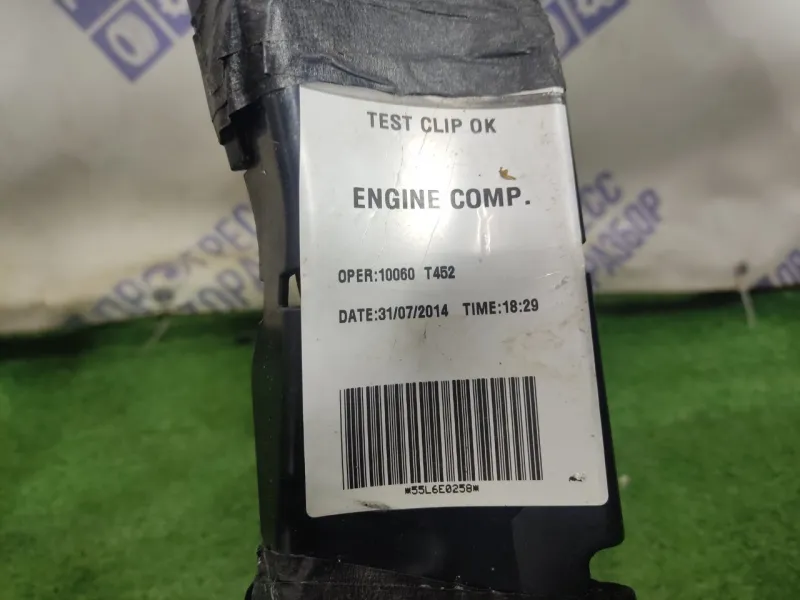 TEST CLIP OK
ENGINE COMP.
OPER:10060 T452
DATE:31/07/2014 TIME:18:29
*55L6E0258*